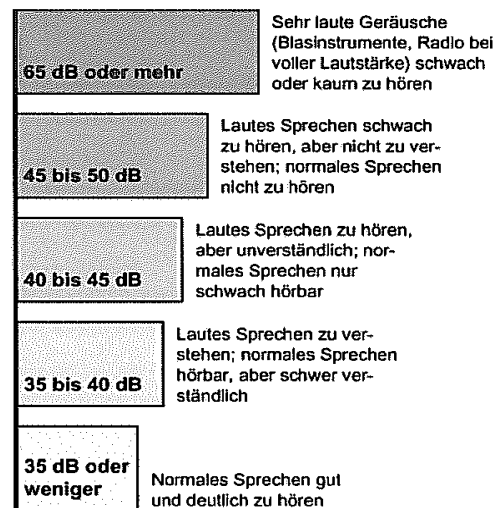 65 dB oder mehr
Sehr laute Geräusche
(Blasinstrumente, Radio bei
voller Lautstärke) schwach
oder kaum zu hören
45 bis 50 dB
Lautes Sprechen schwach
zu hören, aber nicht zu ver-
stehen; normales Sprechen
nicht zu hören
40 bis 45 dB
Lautes Sprechen zu hören,
aber unverständlich; nor-
males Sprechen nur
schwach hörbar
35 bis 40 dB
Lautes Sprechen zu ver-
stehen; normales Sprechen
hörbar, aber schwer ver-
ständlich
35 dB oder
weniger
Normales Sprechen gut
und deutlich zu hören